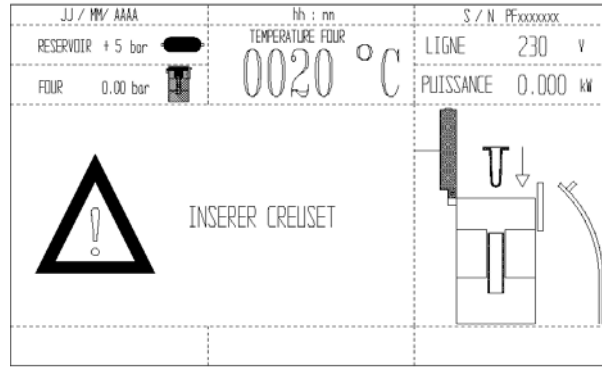 JJ / MM/ AAAA
hh : nn
S / N PFxxxxxxx
RESERVOIR + 5 bar
TEMPERATURE FOUR
0020 °C
LIGNE 230 V
FOUR 0.00 bar
PUISSANCE 0.000 kW
!
INSERER CREUSET